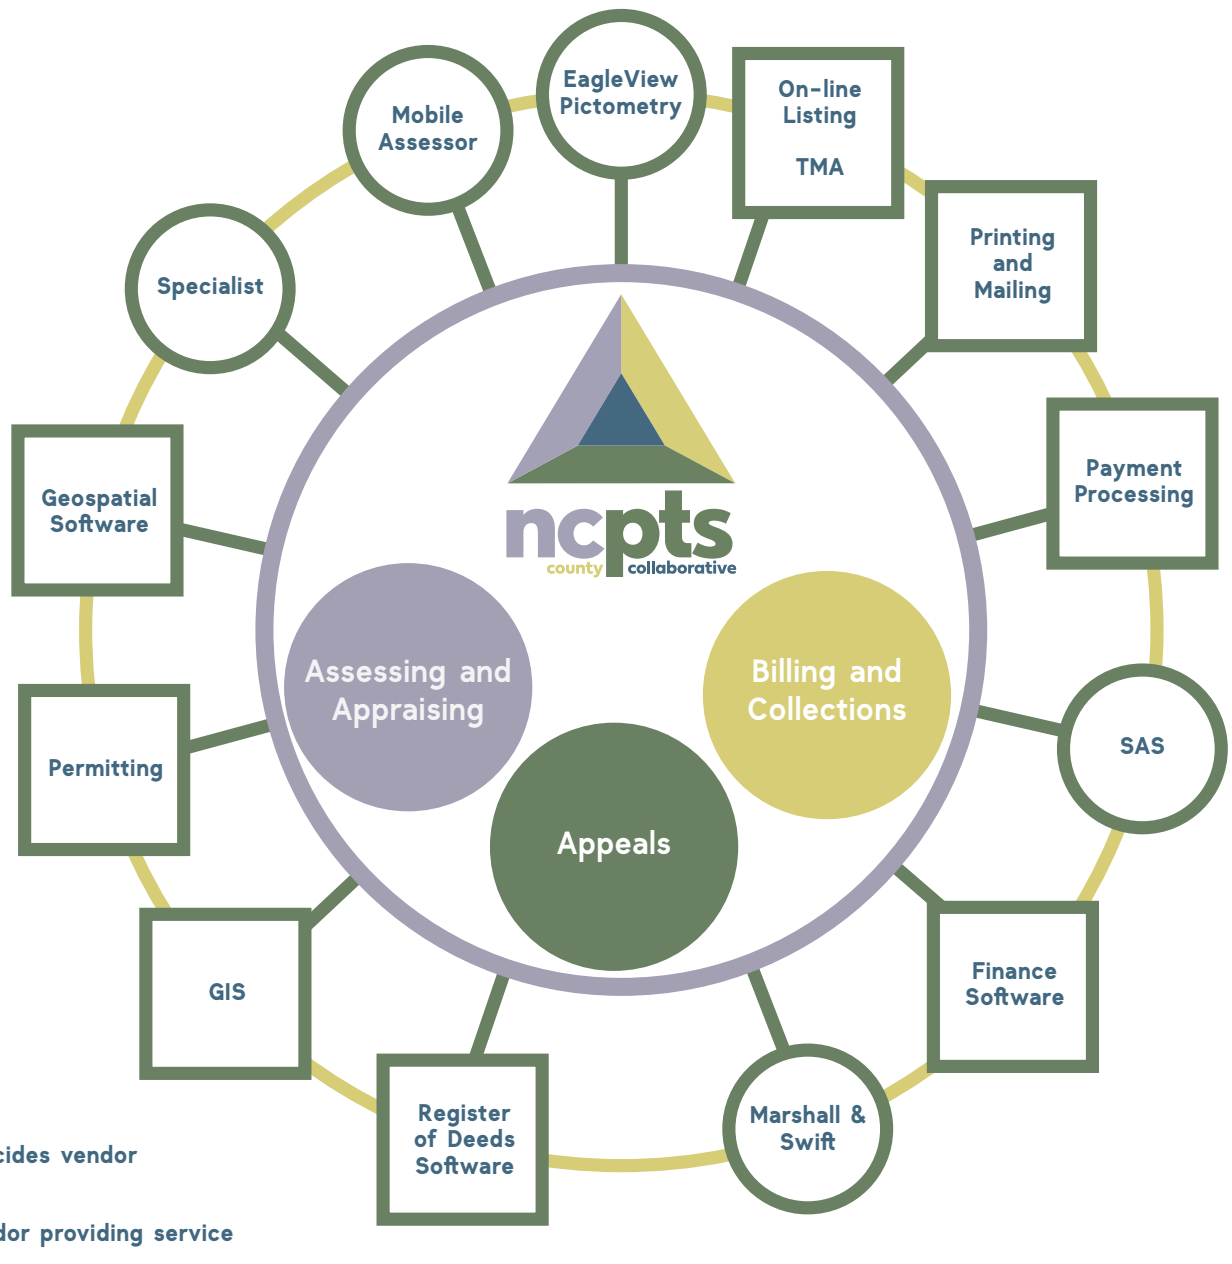 EagleView
Pictometry
On-line
Listing
TMA
Mobile
Assessor
Printing
and
Mailing
Specialist
Payment
Processing
Geospatial
Software
ncpts
county collaborative
Assessing and
Appraising
Billing and
Collections
Appeals
SAS
Permitting
GIS
Finance
Software
Register
of Deeds
Software
Marshall &
Swift
vendor
providing service